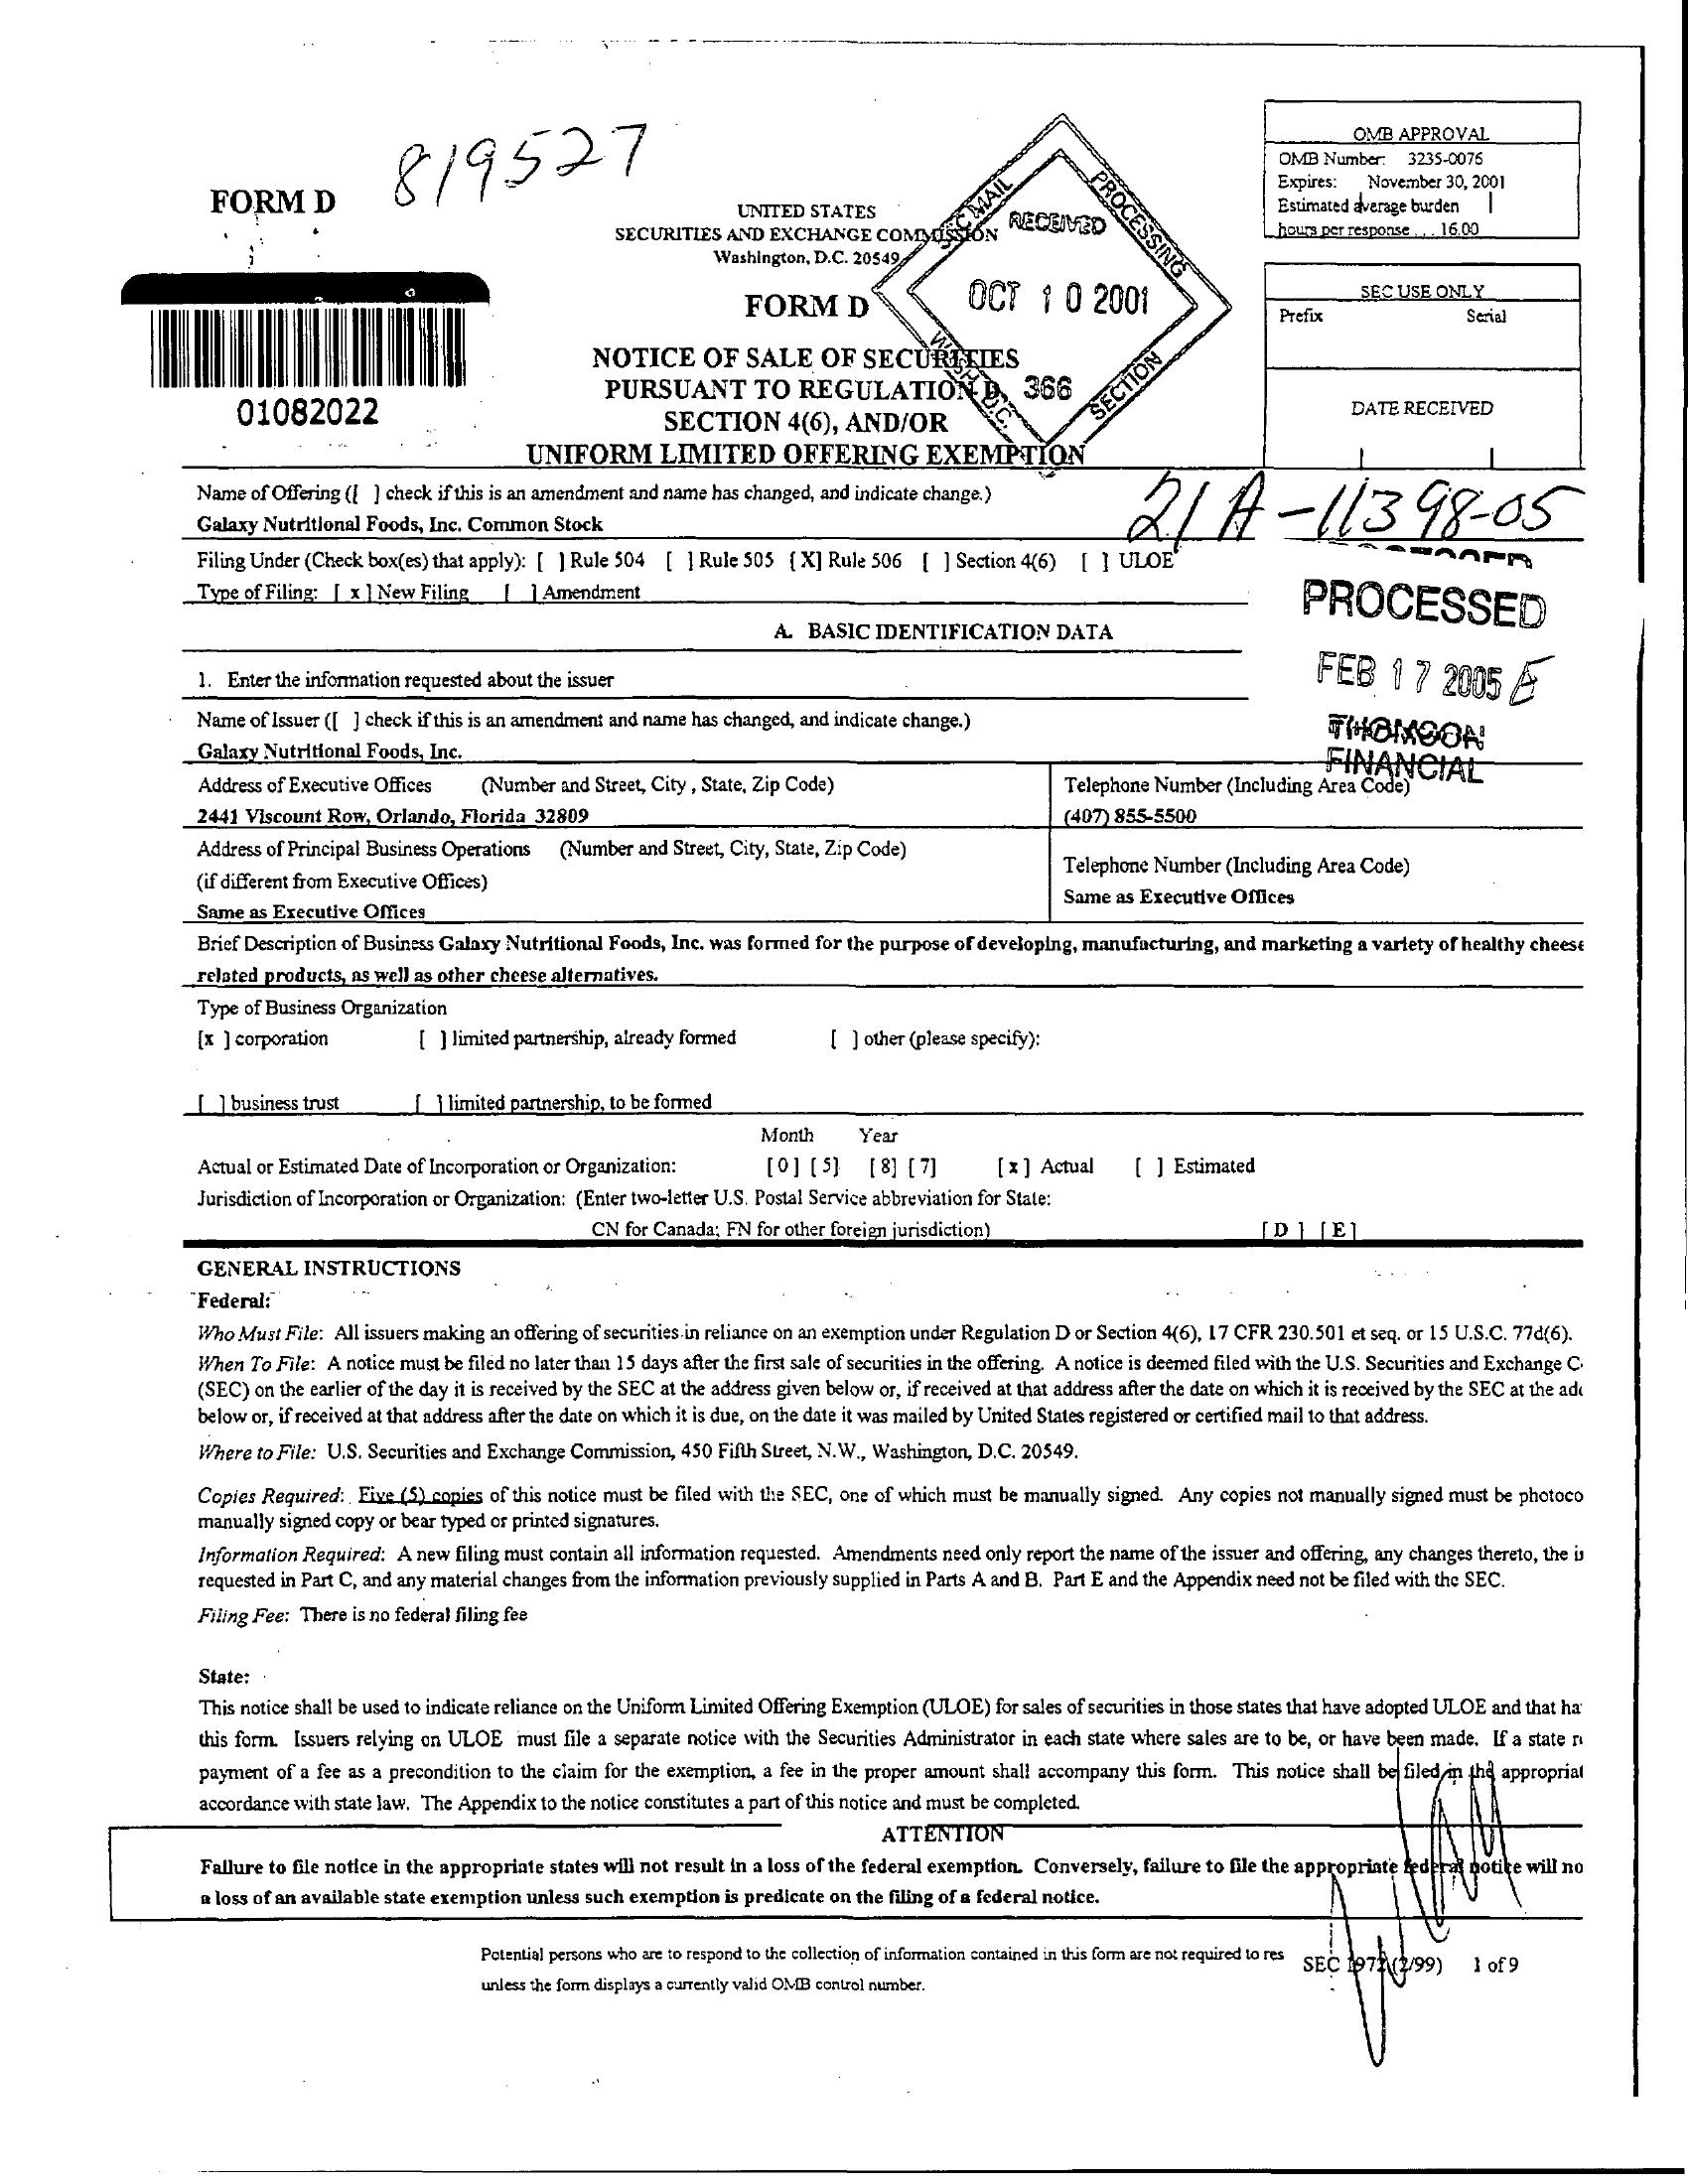 819527
FORM D
OMB APPROVAL
OMB Number: 3235-0076
Expires: November 30, 2001
Estimated average burden
hours per response . . . 16.00
UNITED STATES
SECURITIES AND EXCHANGE COMMISSION
Washington, D.C. 20549
FORM D
SEC MAIL
PROCESSING
RECEIVED
OCT 10 2001
WASH D.C.
366
SECTION
SEC USE ONLY
Prefix Serial
DATE RECEIVED
01082022
NOTICE OF SALE OF SECURITIES
PURSUANT TO REGULATION D,
SECTION 4(6), AND/OR
UNIFORM LIMITED OFFERING EXEMPTION
Name of Offering ([ ] check if this is an amendment and name has changed, and indicate change.)
Galaxy Nutritional Foods, Inc. Common Stock
21A-11398-05
Filing Under (Check box(es) that apply): [ ] Rule 504 [ ] Rule 505 [X] Rule 506 [ ] Section 4(6) [ ] ULOE
Type of Filing: [ x ] New Filing [ ] Amendment
PROCESSED
FEB 17 2005 E
THOMSON
FINANCIAL
A. BASIC IDENTIFICATION DATA
1. Enter the information requested about the issuer
Name of Issuer ([ ] check if this is an amendment and name has changed, and indicate change.)
Galaxy Nutritional Foods, Inc.
Address of Executive Offices (Number and Street, City , State, Zip Code) Telephone Number (Including Area Code)
2441 Viscount Row, Orlando, Florida 32809 (407) 855-5500
Address of Principal Business Operations (Number and Street, City, State, Zip Code)
Telephone Number (Including Area Code)
(if different from Executive Offices)
Same as Executive Offices
Same as Executive Offices
Brief Description of Business Galaxy Nutritional Foods, Inc. was formed for the purpose of developing, manufacturing, and marketing a variety of healthy cheese
related products, as well as other cheese alternatives.
Type of Business Organization
[x ] corporation [ ] limited partnership, already formed [ ] other (please specify):
[ ] business trust [ ] limited partnership, to be formed
Month Year
Actual or Estimated Date of Incorporation or Organization: [0] [5] [8] [7] [x] Actual [ ] Estimated
Jurisdiction of Incorporation or Organization: (Enter two-letter U.S. Postal Service abbreviation for State:
CN for Canada; FN for other foreign jurisdiction) [D] [E]
GENERAL INSTRUCTIONS
Federal:
Who Must File: All issuers making an offering of securities in reliance on an exemption under Regulation D or Section 4(6), 17 CFR 230.501 et seq. or 15 U.S.C. 77d(6).
When To File: A notice must be filed no later than 15 days after the first sale of securities in the offering. A notice is deemed filed with the U.S. Securities and Exchange C
(SEC) on the earlier of the day it is received by the SEC at the address given below or, if received at that address after the date on which it is received by the SEC at the add
below or, if received at that address after the date on which it is due, on the date it was mailed by United States registered or certified mail to that address.
Where to File: U.S. Securities and Exchange Commission, 450 Fifth Street, N.W., Washington, D.C. 20549.
Copies Required: Five (5) copies of this notice must be filed with the SEC, one of which must be manually signed. Any copies not manually signed must be photoco
manually signed copy or bear typed or printed signatures.
Information Required: A new filing must contain all information requested. Amendments need only report the name of the issuer and offering, any changes thereto, the
requested in Part C, and any material changes from the information previously supplied in Parts A and B. Part E and the Appendix need not be filed with the SEC.
Filing Fee: There is no federal filing fee
State:
This notice shall be used to indicate reliance on the Uniform Limited Offering Exemption (ULOE) for sales of securities in those states that have adopted ULOE and that ha
this form. Issuers relying on ULOE must file a separate notice with the Securities Administrator in each state where sales are to be, or have been made. If a state
payment of a fee as a precondition to the claim for the exemption, a fee in the proper amount shall accompany this form. This notice shall be filed in the appropriat
accordance with state law. The Appendix to the notice constitutes a part of this notice and must be completed.
ATTENTION
Failure to file notice in the appropriate states will not result in a loss of the federal exemption. Conversely, failure to file the appropriate federal notice will no
a loss of an available state exemption unless such exemption is predicate on the filing of a federal notice.
Potential persons who are to respond to the collection of information contained in this form are not required to res
unless the form displays a currently valid OMB control number.
SEC 1972 (2/99) 1 of 9